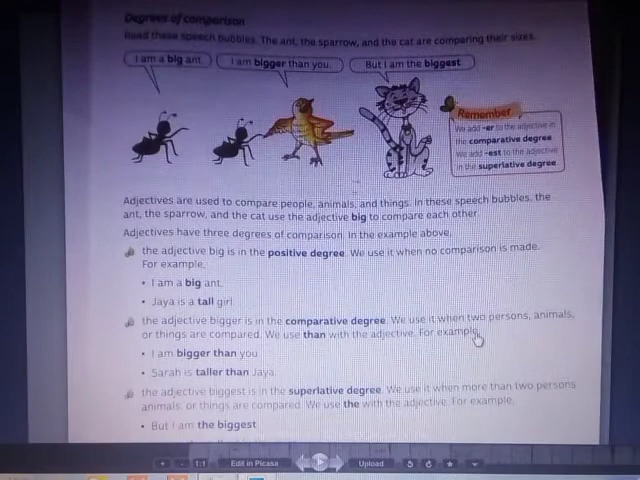 Degrees of comparison
Read these speech bubbles. The ant, the sparrow, and the cat are comparing their sizes.
I am a big ant.
I am bigger than you.
But I am the biggest
Remember
We add -er to the adjective in
the comparative degree
We add -est to the adjective
in the superlative degree
Adjectives are used to compare people, animals, and things. In these speech bubbles, the
ant, the sparrow, and the cat use the adjective big to compare each other
Adjectives have three degrees of comparison. In the example above,
the adjective big is in the positive degree. We use it when no comparison is made.
For example,
• I am a big ant.
• Jaya is a tall girl
the adjective bigger is in the comparative degree. We use it when two persons, animals,
or things are compared. We use than with the adjective. For example,
• I am bigger than you
• Sarah is taller than Jaya.
the adjective biggest is in the superlative degree. We use it when more than two persons
animals, or things are compared. We use the with the adjective. For example,
• But I am the biggest
1:1
Edit in Picasa
Upload